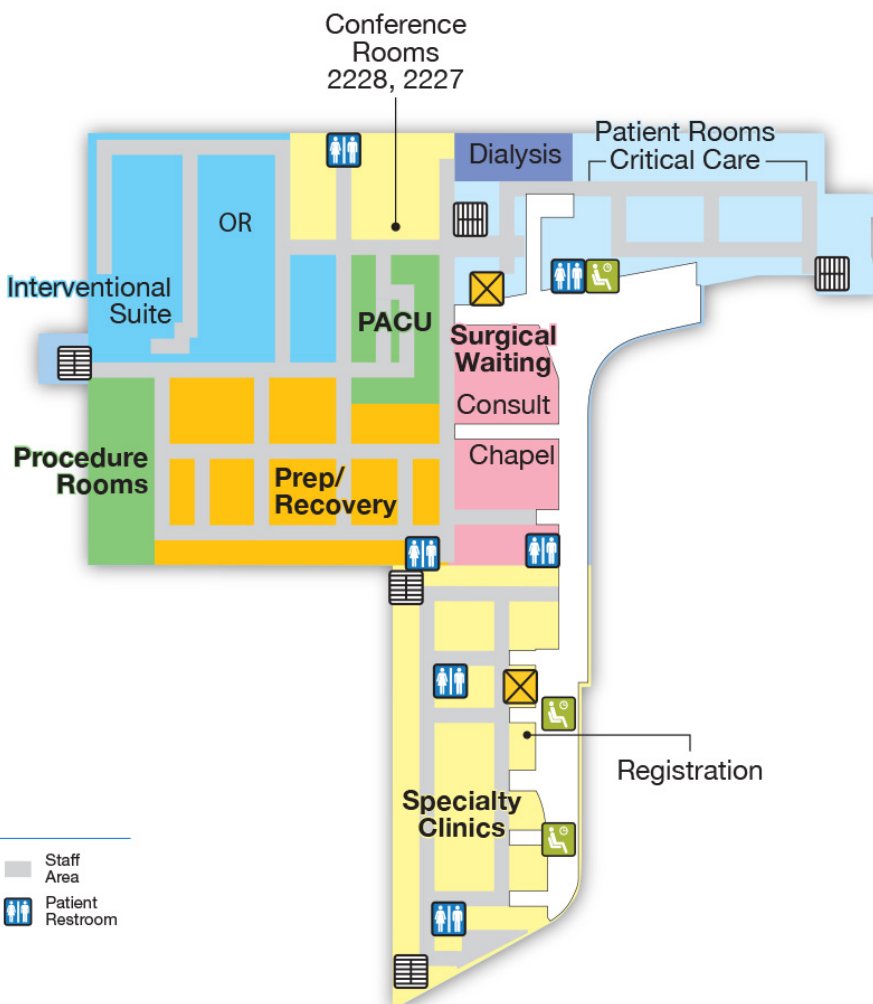 Conference
Rooms
2228, 2227
Dialysis
Patient Rooms
Critical Care
OR
Interventional
Suite
PACU
Surgical
Waiting
Consult
Procedure
Rooms
Prep/
Recovery
Chapel
Registration
Specialty
Clinics
Staff
Area
Patient
Restroom